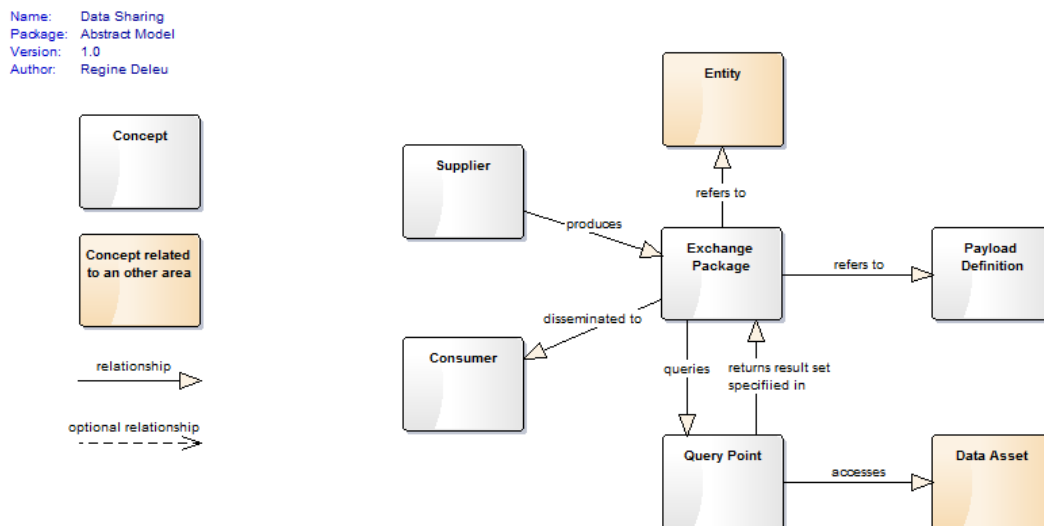 Name: Data Sharing
Package: Abstract Model
Version: 1.0
Author: Regine Deleu
Concept
Concept related
to an other area
relationship
optional relationship
Entity
Supplier
refers to
produces
Exchange
Package
refers to
Payload
Definition
disseminated to
Consumer
queries
returns result set
specifiied in
Query Point
accesses
Data Asset